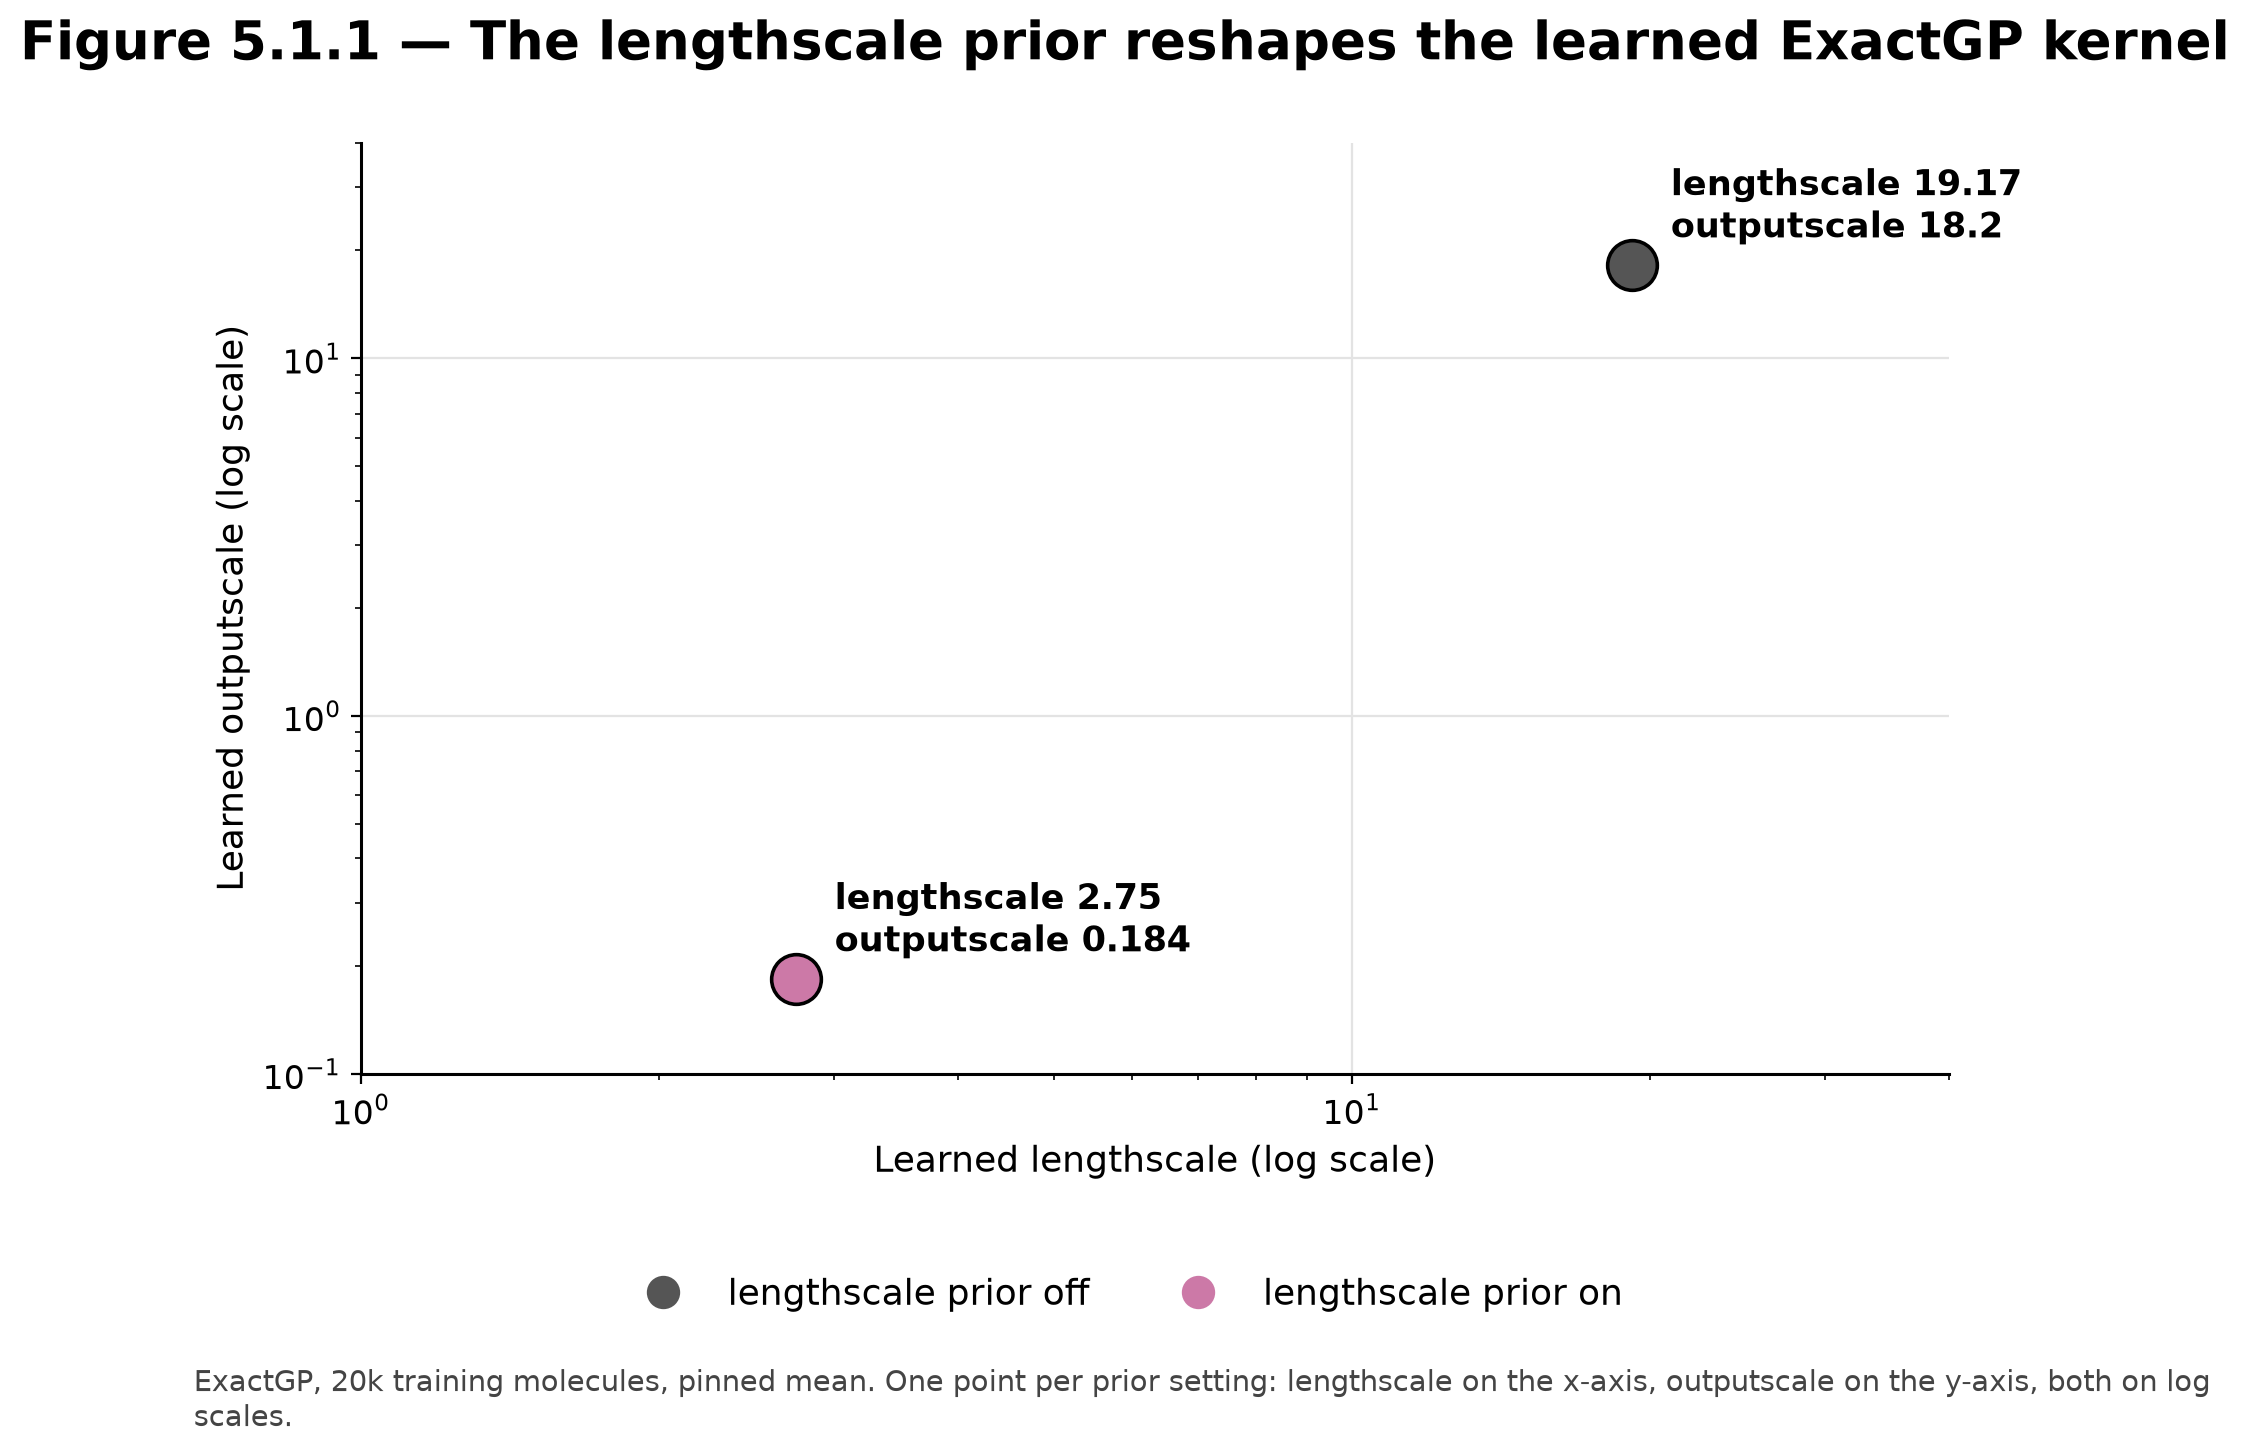 Figure 5.1.1 — The lengthscale prior reshapes the learned ExactGP kernel
lengthscale 19.17
outputscale 18.2
10¹
10⁰
10⁻¹
Learned outputscale (log scale)
lengthscale 2.75
outputscale 0.184
10⁰
10¹
Learned lengthscale (log scale)
lengthscale prior off
lengthscale prior on
ExactGP, 20k training molecules, pinned mean. One point per prior setting: lengthscale on the x-axis, outputscale on the y-axis, both on log
scales.